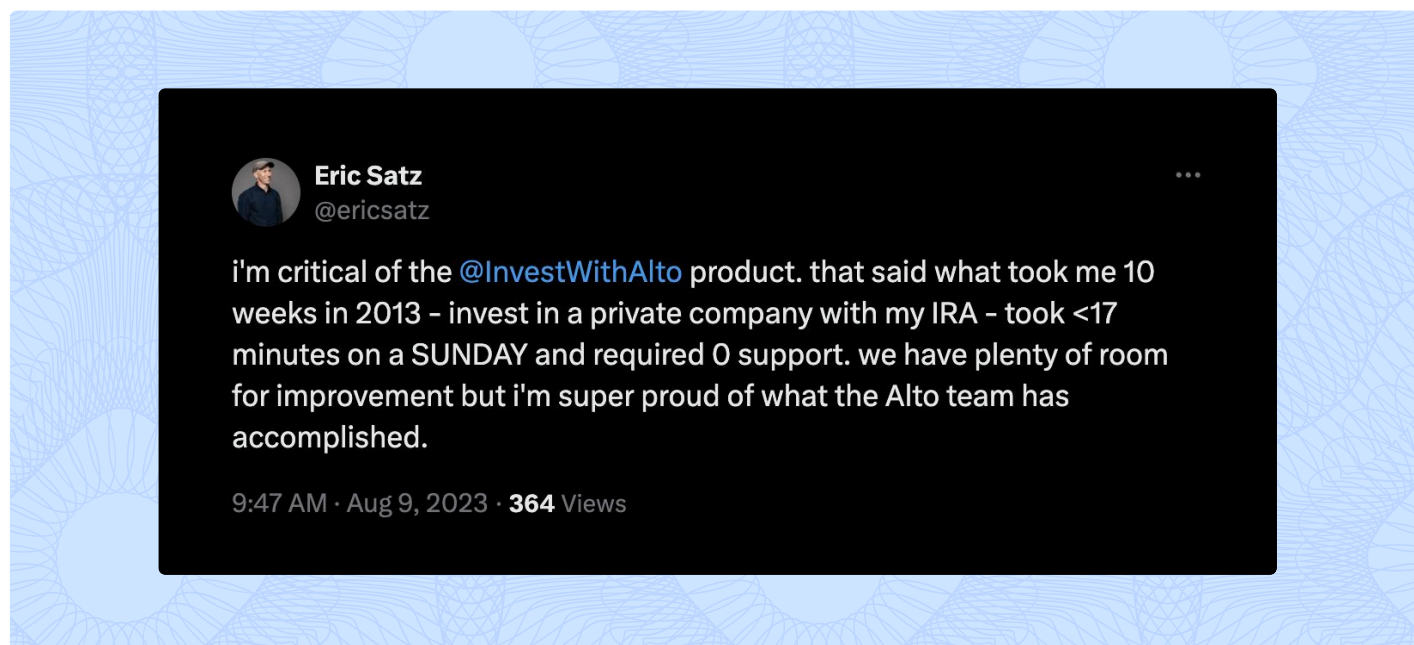 Eric Satz
@ericsatz
i'm critical of the @InvestWithAlto product. that said what took me 10
weeks in 2013 - invest in a private company with my IRA - took <17
minutes on a SUNDAY and required 0 support. we have plenty of room
for improvement but i'm super proud of what the Alto team has
accomplished.
9:47 AM · Aug 9, 2023 · 364 Views